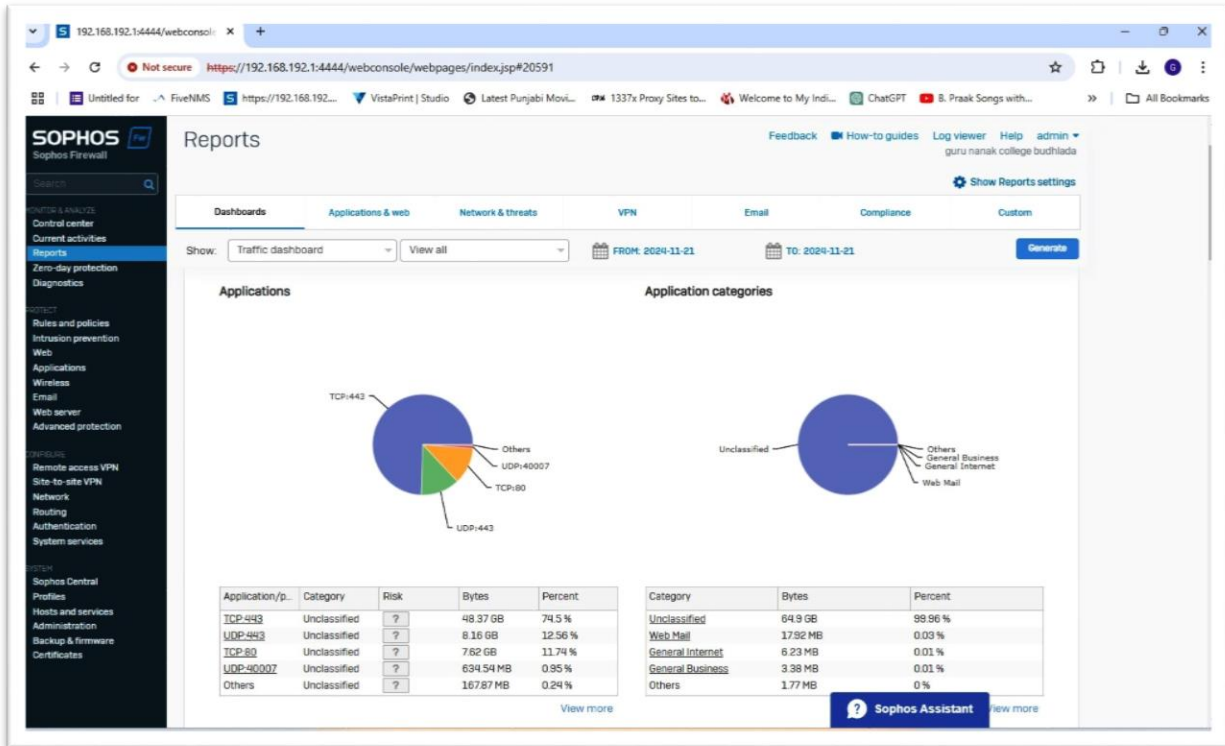 192.168.192.1:4444/webconsole
Not secure https://192.168.192.1:4444/webconsole/webpages/index.jsp#20591
Untitled for FiveNMS https://192.168.192.... VistaPrint | Studio Latest Punjabi Movi... 1337x Proxy Sites to... Welcome to My Indi... ChatGPT B. Praak Songs with... » All Bookmarks
SOPHOS Fw
Sophos Firewall
Search
MONITOR & ANALYZE
Control center
Current activities
Reports
Zero-day protection
Diagnostics
PROTECT
Rules and policies
Intrusion prevention
Web
Applications
Wireless
Email
Web server
Advanced protection
CONFIGURE
Remote access VPN
Site-to-site VPN
Network
Routing
Authentication
System services
SYSTEM
Sophos Central
Profiles
Hosts and services
Administration
Backup & firmware
Certificates
Reports
Feedback How-to guides Log viewer Help admin
guru nanak college budhlada
Show Reports settings
Dashboards Applications & web Network & threats VPN Email Compliance Custom
Show: Traffic dashboard View all FROM: 2024-11-21 TO: 2024-11-21 Generate
Applications
TCP:443
Others
UDP:40007
TCP:80
UDP:443
Application/p... Category Risk Bytes Percent
TCP:443 Unclassified ? 48.37 GB 74.5 %
UDP:443 Unclassified ? 8.16 GB 12.56 %
TCP:80 Unclassified ? 7.62 GB 11.74 %
UDP:40007 Unclassified ? 634.54 MB 0.95 %
Others Unclassified ? 167.87 MB 0.24 %
View more
Application categories
Unclassified
Others
General Business
General Internet
Web Mail
Category Bytes Percent
Unclassified 64.9 GB 99.96 %
Web Mail 17.92 MB 0.03 %
General Internet 6.23 MB 0.01 %
General Business 3.38 MB 0.01 %
Others 1.77 MB 0 %
? Sophos Assistant View more